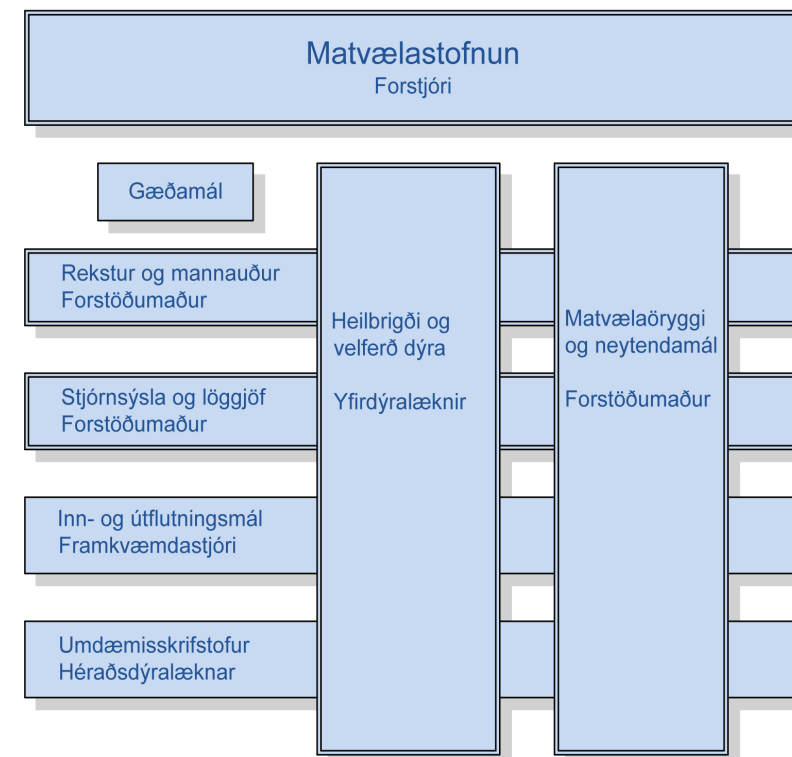 Matvælastofnun
Forstjóri
Gæðamál
Rekstur og mannauður
Forstöðumaður
Stjórnsýsla og löggjöf
Forstöðumaður
Inn- og útflutningsmál
Framkvæmdastjóri
Umdæmisskrifstofur
Héraðsdýralæknar
Heilbrigði og
velferð dýra
Yfirdýralæknir
Matvælaöryggi
og neytendamál
Forstöðumaður